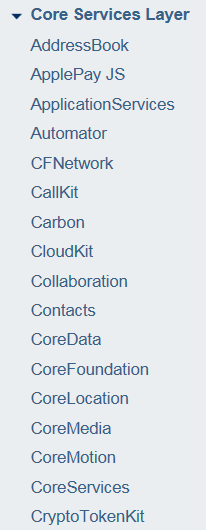 Core Services Layer
AddressBook
ApplePay JS
ApplicationServices
Automator
CFNetwork
CallKit
Carbon
CloudKit
Collaboration
Contacts
CoreData
CoreFoundation
CoreLocation
CoreMedia
CoreMotion
CoreServices
CryptoTokenKit